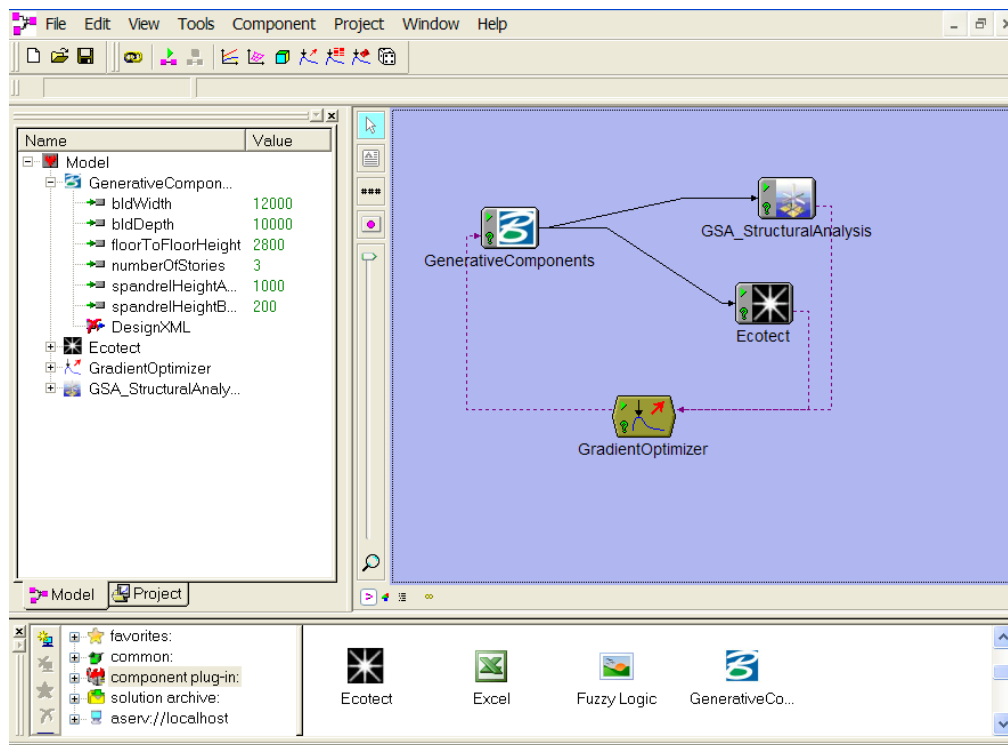 File Edit View Tools Component Project Window Help
Name Value
Model
GenerativeCompon...
bldWidth 12000
bldDepth 10000
floorToFloorHeight 2800
numberOfStories 3
spandrelHeightA... 1000
spandrelHeightB... 200
DesignXML
Ecotect
GradientOptimizer
GSA_StructuralAnaly...
Model Project
GSA_StructuralAnalysis
GenerativeComponents
Ecotect
GradientOptimizer
favorites:
common:
component plug-in:
solution archive:
aserv://localhost
Ecotect Excel Fuzzy Logic GenerativeCo...